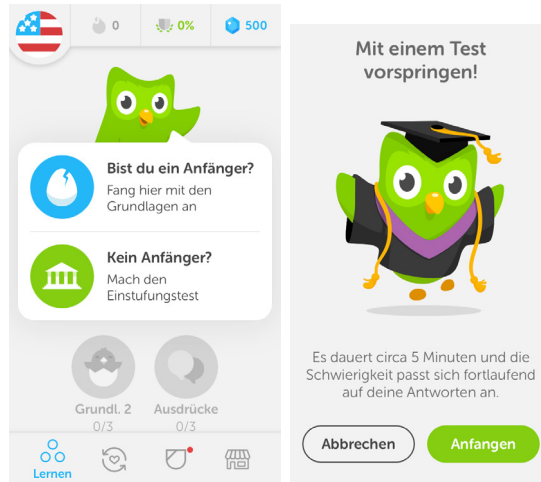 0
0%
500
Bist du ein Anfänger?
Fang hier mit den
Grundlagen an
Kein Anfänger?
Mach den
Einstufungstest
Grundl. 2
0/3
Ausdrücke
0/3
Lernen
Mit einem Test
vorspringen!
Es dauert circa 5 Minuten und die
Schwierigkeit passt sich fortlaufend
auf deine Antworten an.
Abbrechen
Anfangen